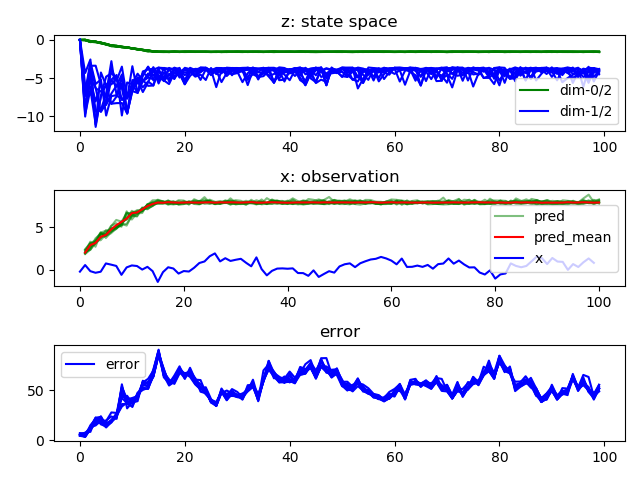 z: state space
0
−5
−10
dim-0/2
dim-1/2
0 20 40 60 80 100
x: observation
5
0
pred
pred_mean
x
0 20 40 60 80 100
error
50
0
error
0 20 40 60 80 100